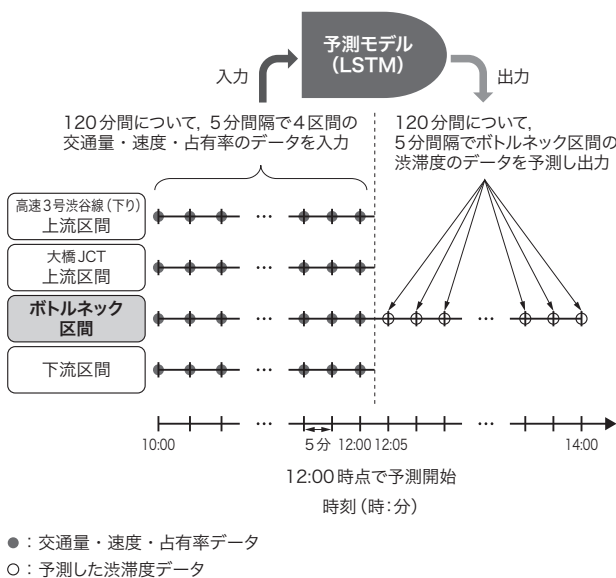 予測モデル
(LSTM)
入力
出力
120分間について，5分間隔で4区間の
交通量・速度・占有率のデータを入力
120分間について，
5分間隔でボトルネック区間の
渋滞度のデータを予測し出力
高速3号渋谷線(下り)
上流区間
大橋JCT
上流区間
ボトルネック
区間
下流区間
…
…
…
…
…
…
…
10:00
5分
12:00
12:05
14:00
12:00時点で予測開始
時刻(時:分)
●：交通量・速度・占有率データ
○：予測した渋滞度データ